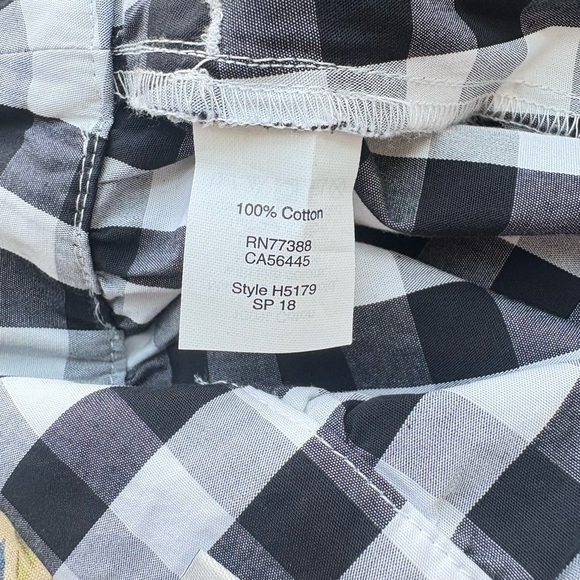 100% Cotton
RN77388
CA56445
Style H5179
SP 18